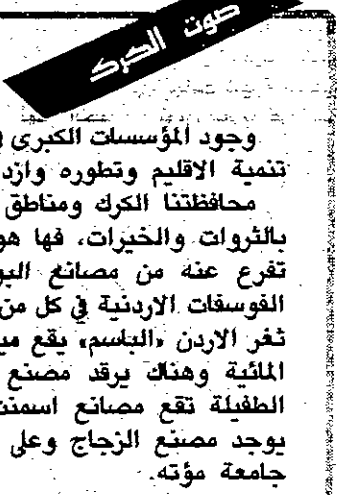 صوت الكرك
وجود المؤسسات الكبرى في
تنمية الاقليم وتطوره وازد
محافظتنا الكرك ومناطق
بالثروات والخيرات، فها هو
تفرع عنه من مصانع البو
الفوسفات الاردنية في كل من
ثغر الاردن «الباسم» يقع مي
المائية وهناك يرقد مصنع
الطفيلة تقع مصانع اسمنت
يوجد مصنع الزجاج وعلى
جامعة مؤته.